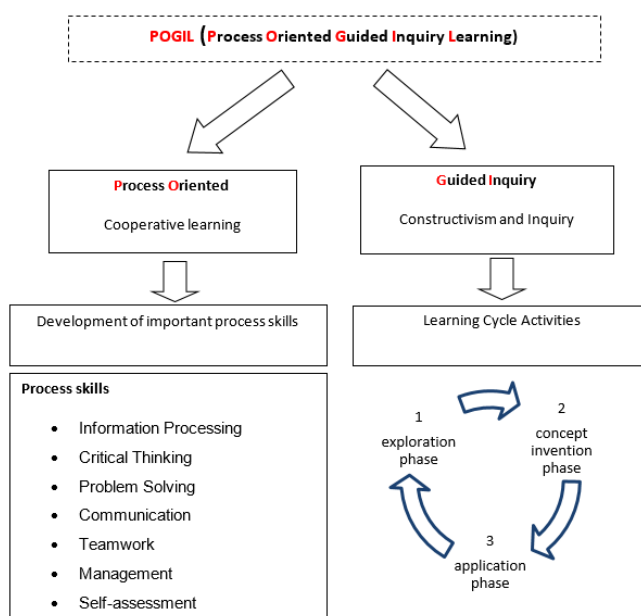 POGIL (Process Oriented Guided Inquiry Learning)
Process Oriented
Cooperative learning
Guided Inquiry
Constructivism and Inquiry
Development of important process skills
Learning Cycle Activities
Process skills
• Information Processing
• Critical Thinking
• Problem Solving
• Communication
• Teamwork
• Management
• Self-assessment
1
exploration
phase
2
concept
invention
phase
3
application
phase